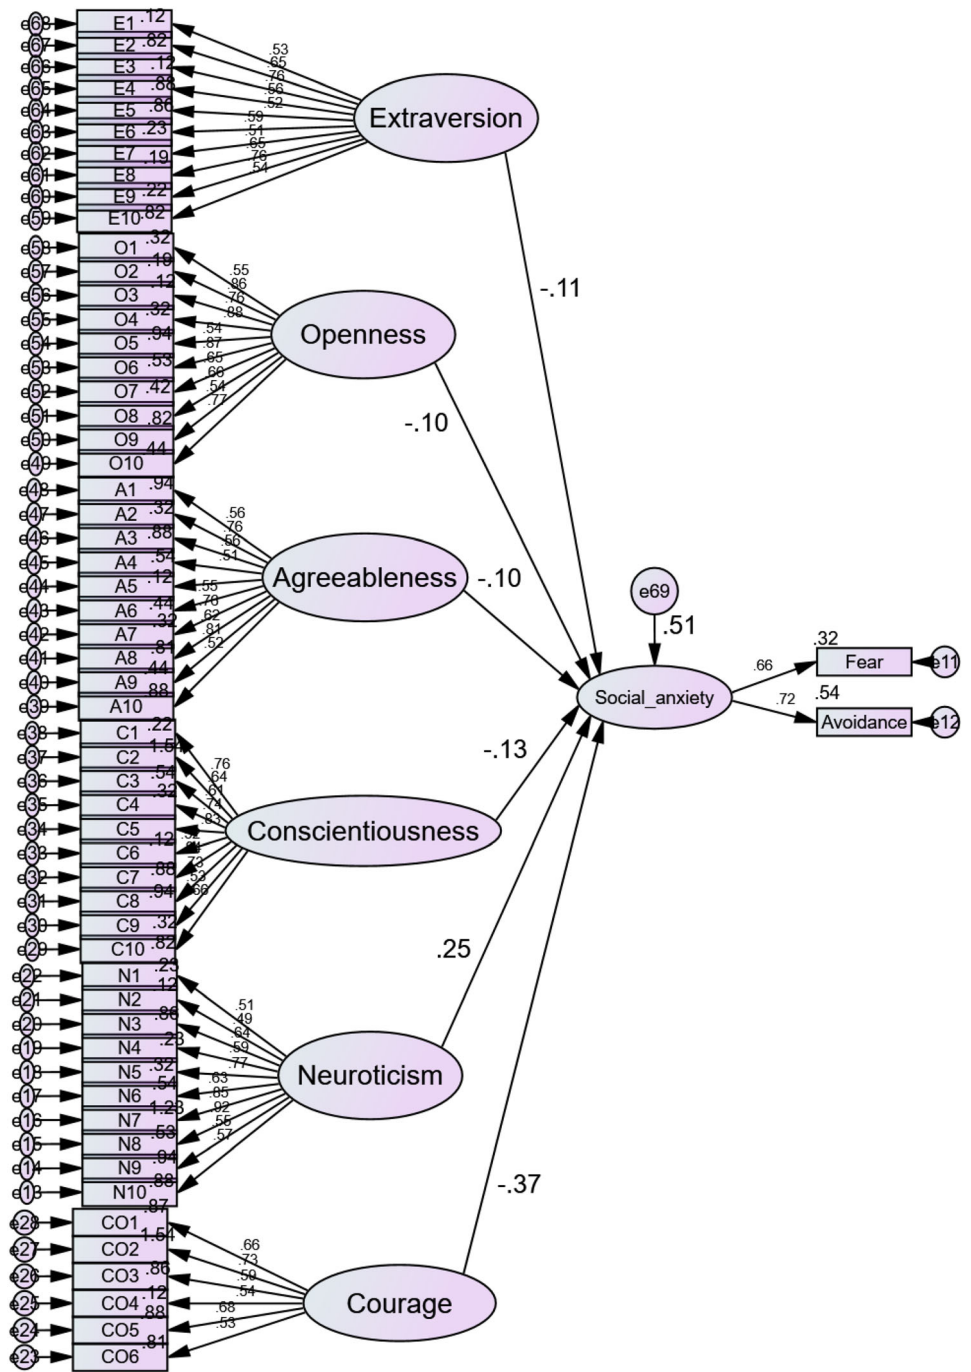 e68 E1 .12
e67 E2 .82
e66 E3 .12
e65 E4 .88
e64 E5 .86
e63 E6 .23
e62 E7
e61 E8 .19
e60 E9 .22
e59 E10 .82
.53
.65
.76
.56
.52
.59
.51
.65
.76
.54
Extraversion
-.11
e58 O1 .32
e57 O2 .19
e56 O3 .12
e55 O4 .32
e54 O5 .94
e53 O6 .53
e52 O7 .42
e51 O8 .82
e50 O9
e49 O10 .44
.55
.86
.76
.88
.54
.87
.65
.66
.54
.77
Openness
-.10
e48 A1 .94
e47 A2 .32
e46 A3 .88
e45 A4 .54
e44 A5 .12
e43 A6 .44
e42 A7 .32
e41 A8 .81
e40 A9 .44
e39 A10 .88
.56
.76
.56
.51
.55
.76
.62
.81
.52
Agreeableness
-.10
e69
.51
Social_anxiety
.66
.72
.32
Fear
e11
.54
Avoidance
e12
e38 C1 .22
e37 C2 1.54
e36 C3 .54
e35 C4 .32
e34 C5
e33 C6 .12
e32 C7 .88
e31 C8 .94
e30 C9 .32
e29 C10 .82
.76
.64
.61
.74
.83
.73
.53
.66
Conscientiousness
-.13
e22 N1 .23
e21 N2 .12
e20 N3 .86
e19 N4 .23
e18 N5 .32
e17 N6 .54
e16 N7 1.23
e15 N8 .53
e14 N9 .94
e13 N10 .88
.51
.49
.64
.59
.77
.63
.85
.92
.55
.57
Neuroticism
.25
e28 CO1 .87
e27 CO2 1.54
e26 CO3 .86
e25 CO4 .12
e24 CO5 .88
e23 CO6 .81
.66
.73
.59
.54
.68
.53
Courage
-.37